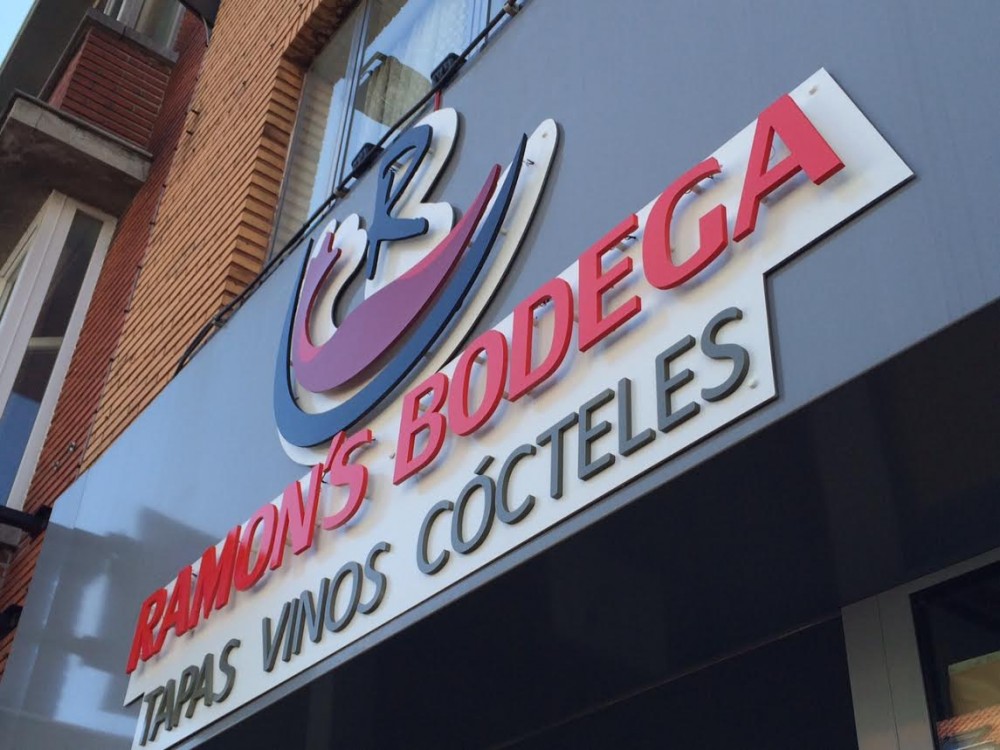 R
RAMON'S BODEGA
TAPAS VINOS CÓCTELES